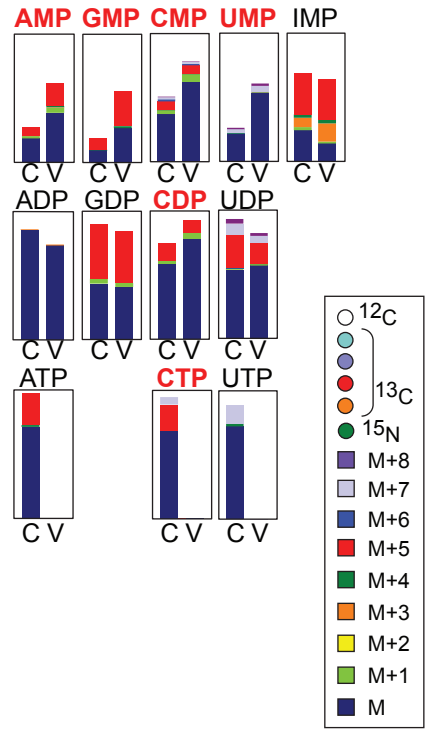 AMP GMP CMP UMP IMP
C V C V C V C V C V
ADP GDP CDP UDP
C V C V C V C V
ATP CTP UTP
C V C V C V
12C
13C
15N
M+8
M+7
M+6
M+5
M+4
M+3
M+2
M+1
M